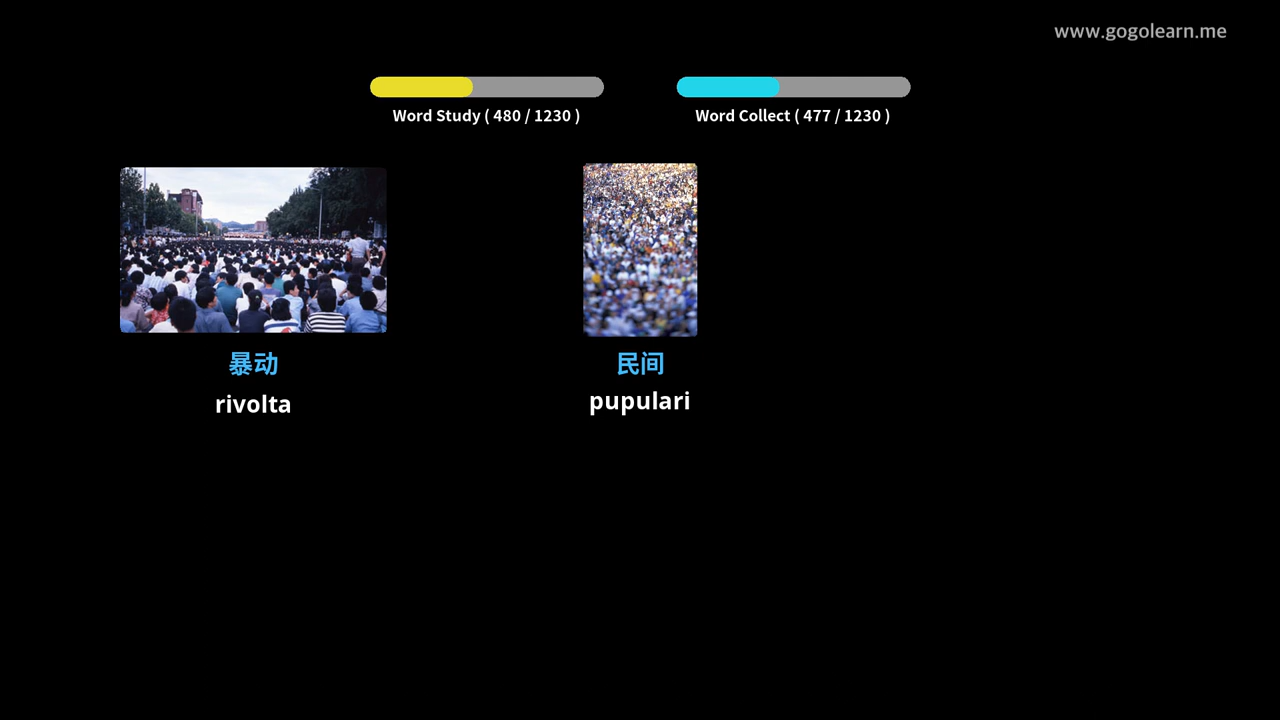 www.gogolearn.me
Word Study ( 480 / 1230 )
Word Collect ( 477 / 1230 )
暴动
rivolta
民间
pupulari